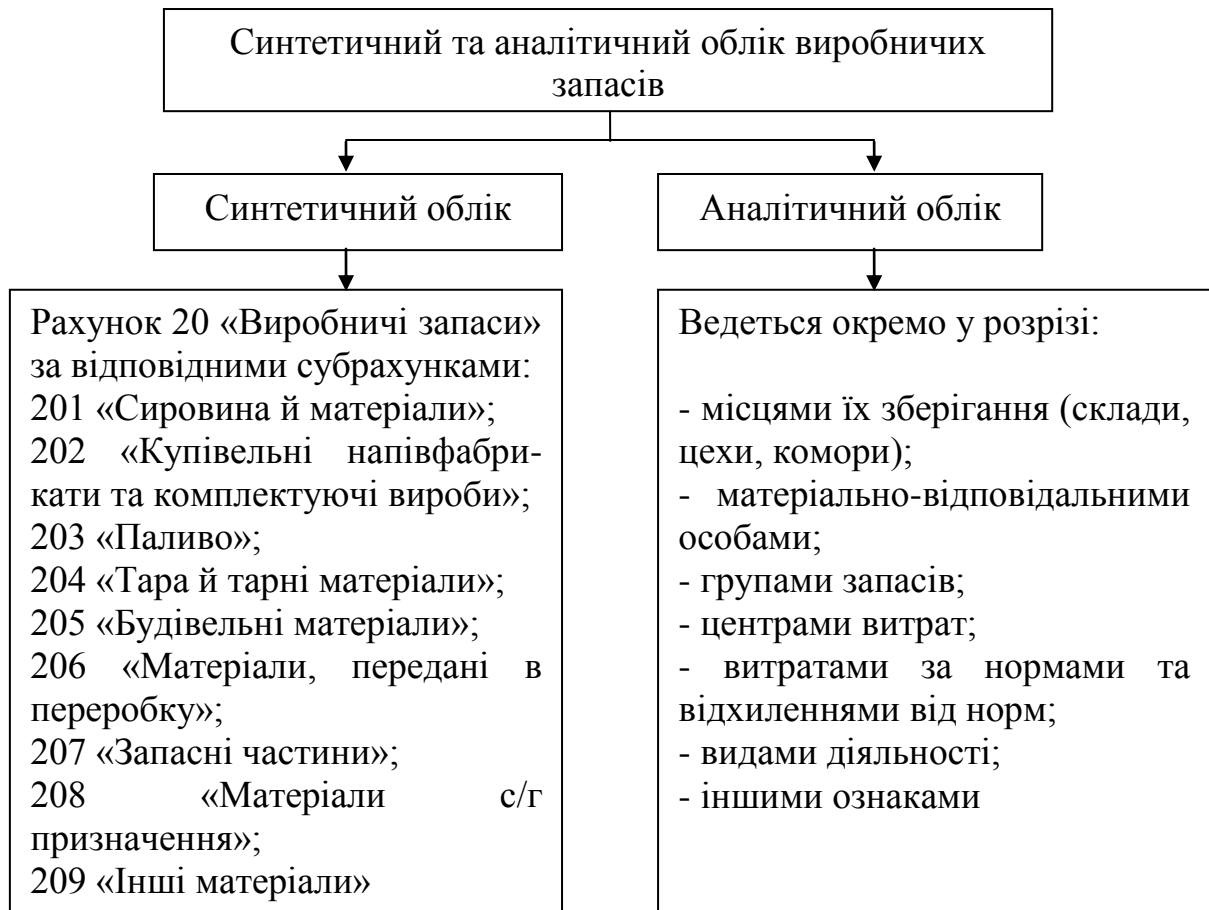 Синтетичний та аналітичний облік виробничих
запасів
Синтетичний облік
Аналітичний облік
Рахунок 20 «Виробничі запаси»
за відповідними субрахунками:
201 «Сировина й матеріали»;
202 «Купівельні напівфабри-
кати та комплектуючі вироби»;
203 «Паливо»;
204 «Тара й тарні матеріали»;
205 «Будівельні матеріали»;
206 «Матеріали, передані в
переробку»;
207 «Запасні частини»;
208 «Матеріали с/г
призначення»;
209 «Інші матеріали»
Ведеться окремо у розрізі:
- місцями їх зберігання (склади,
цехи, комори);
- матеріально-відповідальними
особами;
- групами запасів;
- центрами витрат;
- витратами за нормами та
відхиленнями від норм;
- видами діяльності;
- іншими ознаками